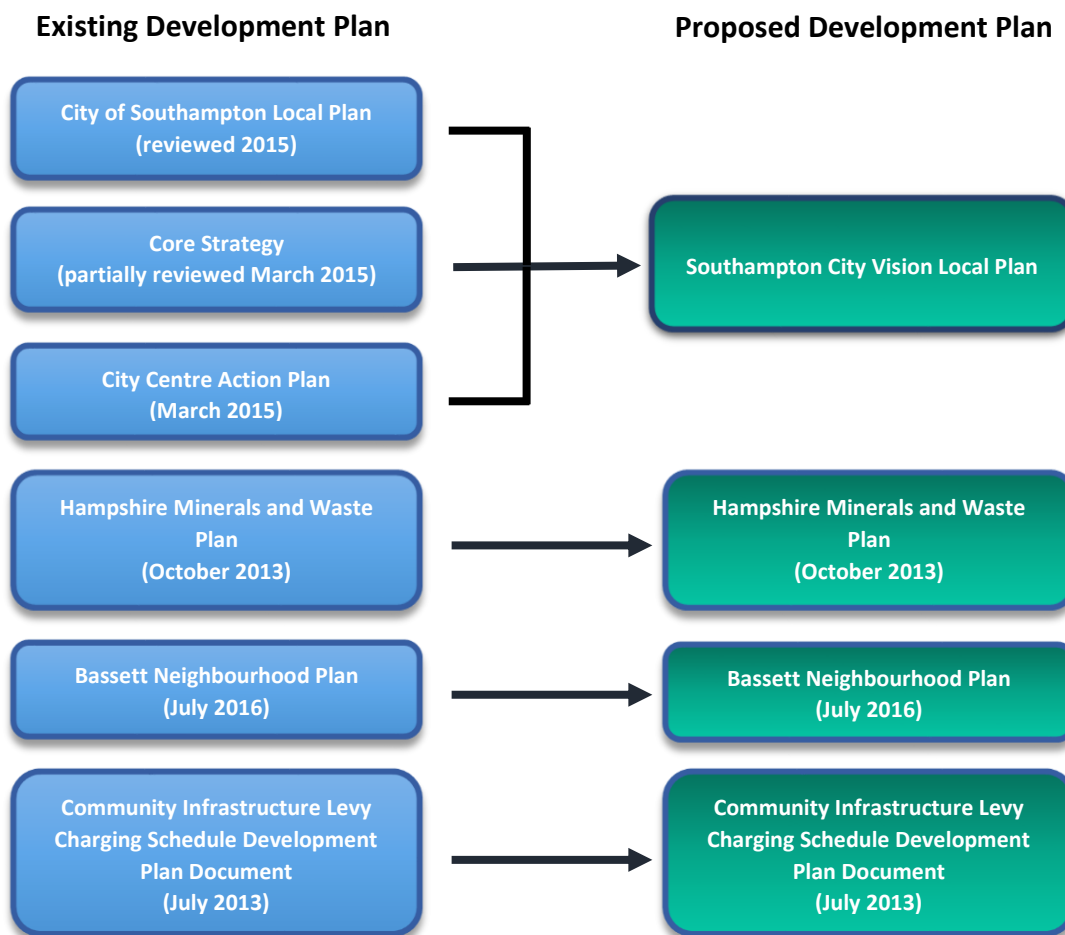 Existing Development Plan
Proposed Development Plan
City of Southampton Local Plan
(reviewed 2015)
Core Strategy
(partially reviewed March 2015)
Southampton City Vision Local Plan
City Centre Action Plan
(March 2015)
Hampshire Minerals and Waste
Plan
(October 2013)
Hampshire Minerals and Waste
Plan
(October 2013)
Bassett Neighbourhood Plan
(July 2016)
Bassett Neighbourhood Plan
(July 2016)
Community Infrastructure Levy
Charging Schedule Development
Plan Document
(July 2013)
Community Infrastructure Levy
Charging Schedule Development
Plan Document
(July 2013)